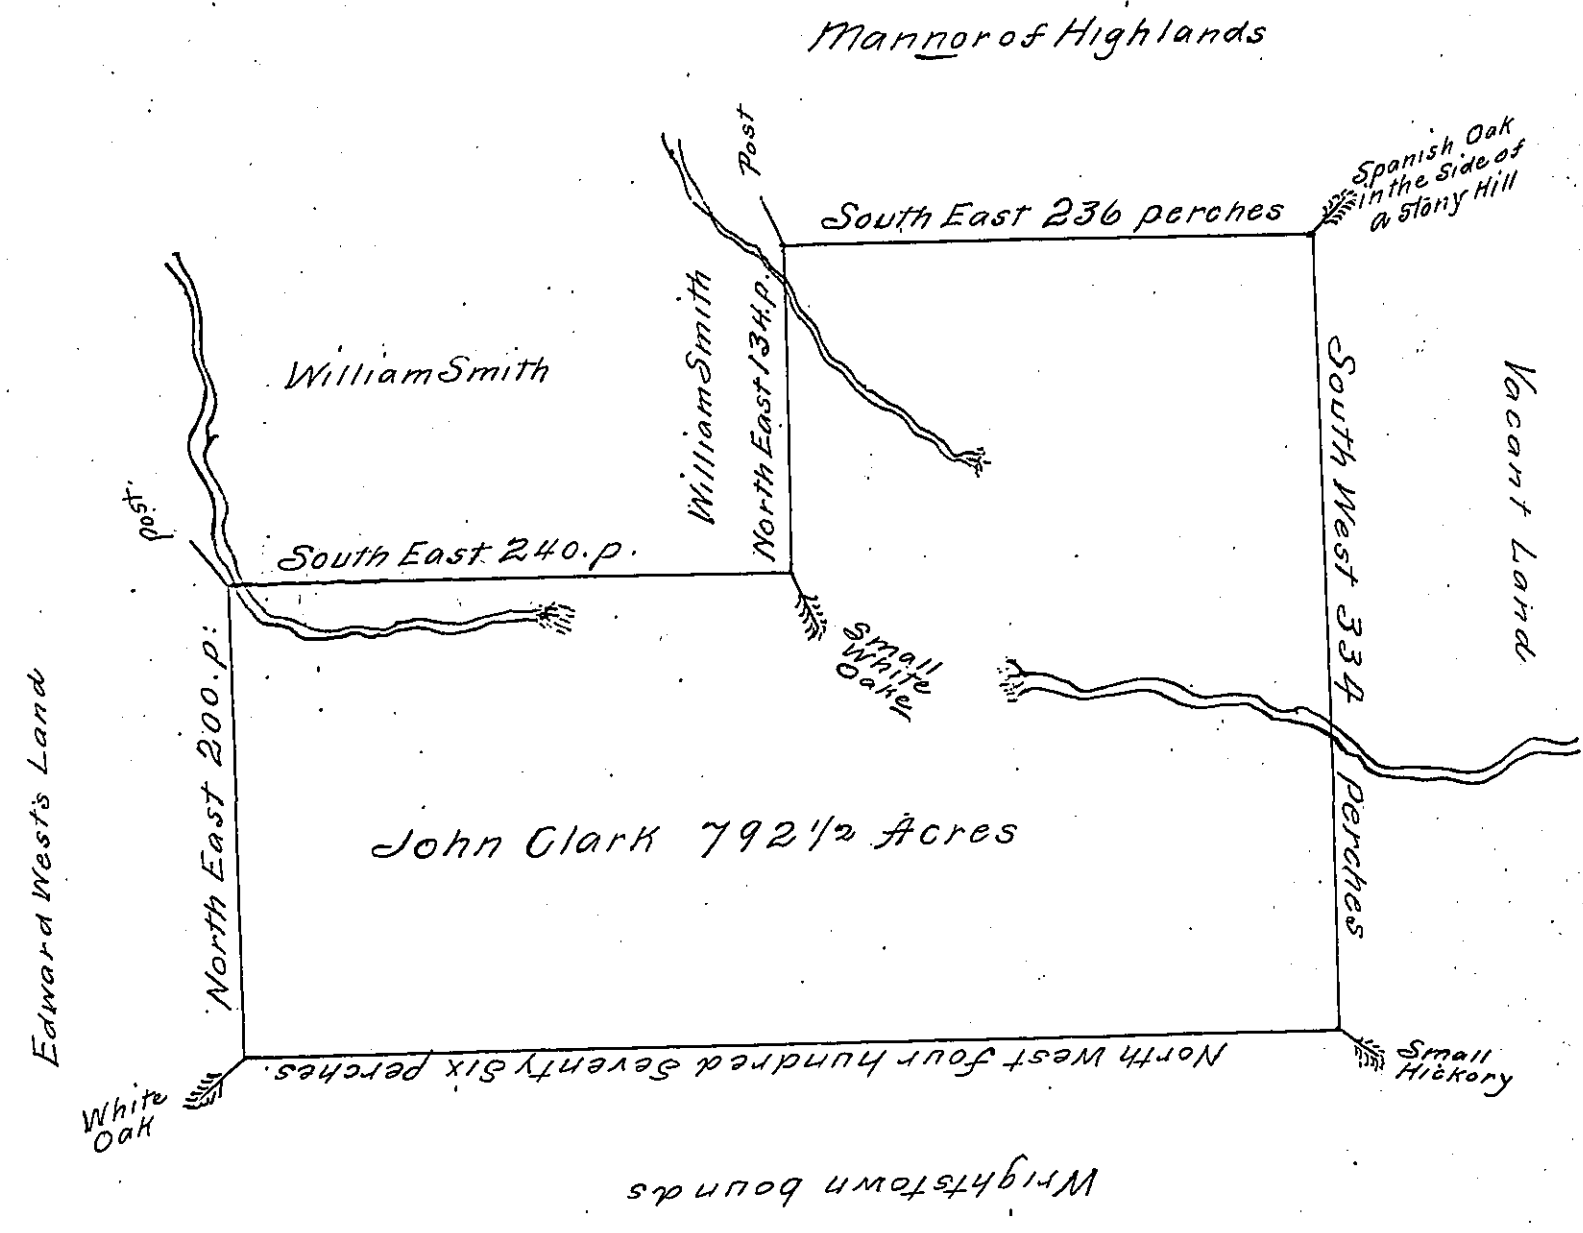 Mannor of Highlands
Post
Spanish Oak
in the Side of
a Stony Hill
South East 236 perches
William Smith
William Smith
North East 134.p.
South West 334 Perches
Vacant Land
post.
South East 240.p.
Small
White
Oake
Edward West's Land
North East 200.p:
John Clark 792 1/2 Acres
North West four hundred Seventy Six perches.
Small
Hickory
White
Oak
Wrightstown bounds